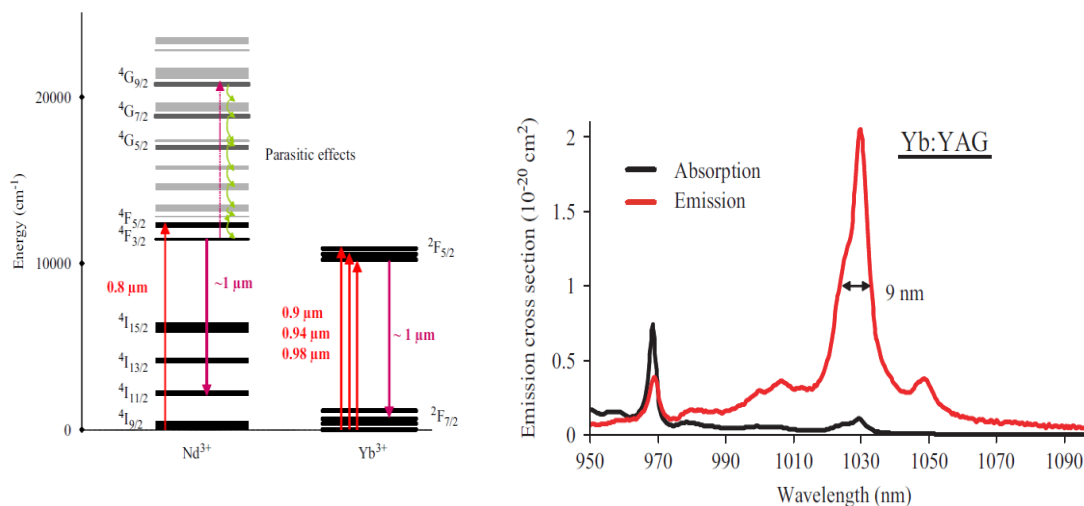 Energy (cm⁻¹)
20000
10000
0
⁴G₉/₂
⁴G₇/₂
⁴G₅/₂
⁴F₅/₂
⁴F₃/₂
⁴I₁₅/₂
⁴I₁₃/₂
⁴I₁₁/₂
⁴I₉/₂
Parasitic effects
0.8 µm
~1 µm
Nd³⁺
²F₅/₂
0.9 µm
0.94 µm
0.98 µm
~ 1 µm
²F₇/₂
Yb³⁺
Emission cross section (10⁻²⁰ cm²)
2
1.5
1
0.5
0
Yb:YAG
Absorption
Emission
9 nm
950 970 990 1010 1030 1050 1070 1090
Wavelength (nm)